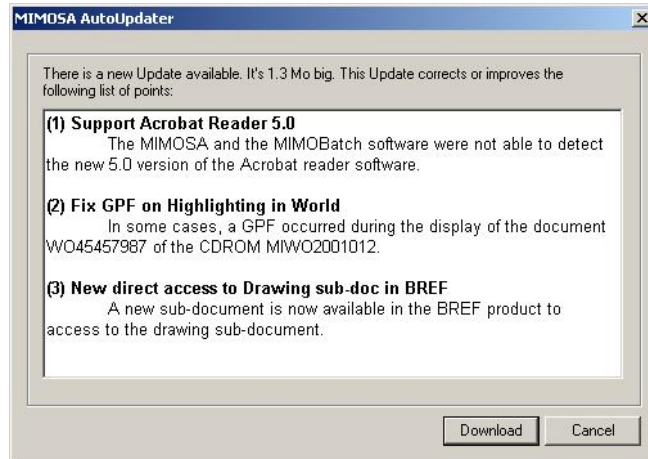 MIMOSA AutoUpdater
There is a new Update available. It's 1.3 Mo big. This Update corrects or improves the
following list of points:
(1) Support Acrobat Reader 5.0
The MIMOSA and the MIMOBatch software were not able to detect
the new 5.0 version of the Acrobat reader software.
(2) Fix GPF on Highlighting in World
In some cases, a GPF occurred during the display of the document
WO45457987 of the CDROM MIWO2001012.
(3) New direct access to Drawing sub-doc in BREF
A new sub-document is now available in the BREF product to
access to the drawing sub-document.
Download
Cancel